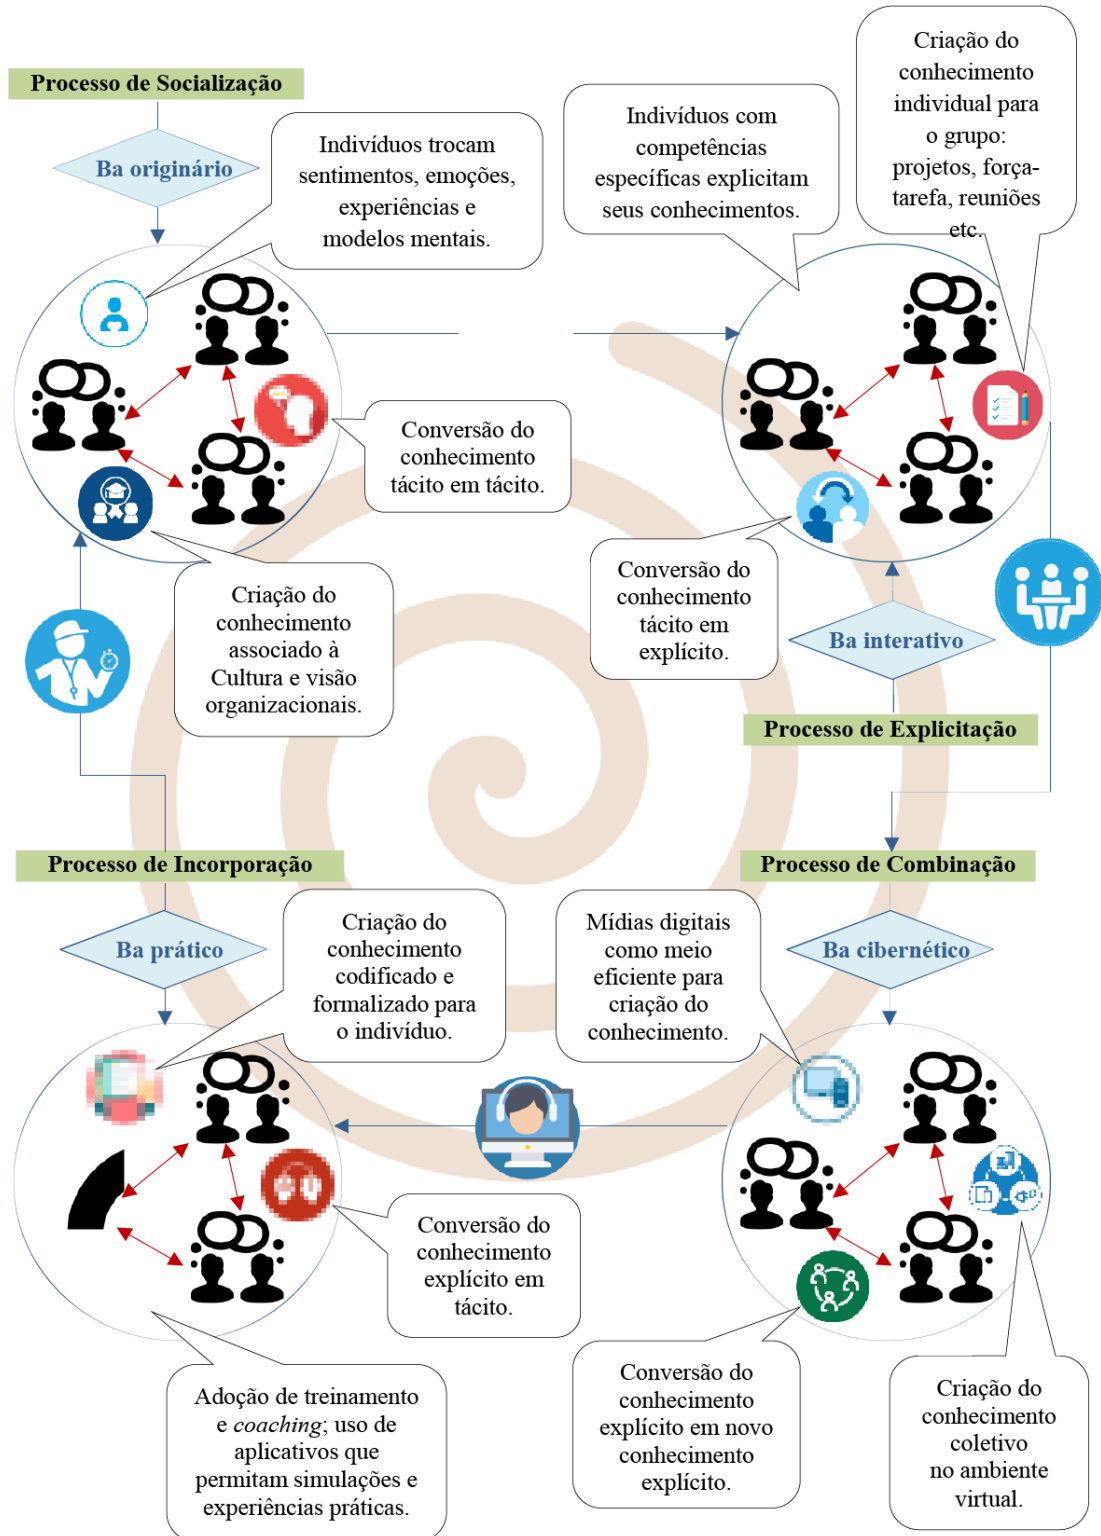 Processo de Socialização
Ba originário
Indivíduos trocam
sentimentos, emoções,
experiências e
modelos mentais.
Indivíduos com
competências
específicas explicitam
seus conhecimentos.
Criação do
conhecimento
individual para
o grupo:
projetos, força-
tarefa, reuniões
etc.
Conversão do
conhecimento
tácito em tácito.
Criação do
conhecimento
associado à
Cultura e visão
organizacionais.
Conversão do
conhecimento
tácito em
explícito.
Ba interativo
Processo de Explicitação
Processo de Incorporação
Processo de Combinação
Ba prático
Criação do
conhecimento
codificado e
formalizado para
o indivíduo.
Mídias digitais
como meio
eficiente para
criação do
conhecimento.
Ba cibernético
Conversão do
conhecimento
explícito em
tácito.
Adoção de treinamento
e coaching; uso de
aplicativos que
permitam simulações e
experiências práticas.
Conversão do
conhecimento
explícito em novo
conhecimento
explícito.
Criação do
conhecimento
coletivo
no ambiente
virtual.